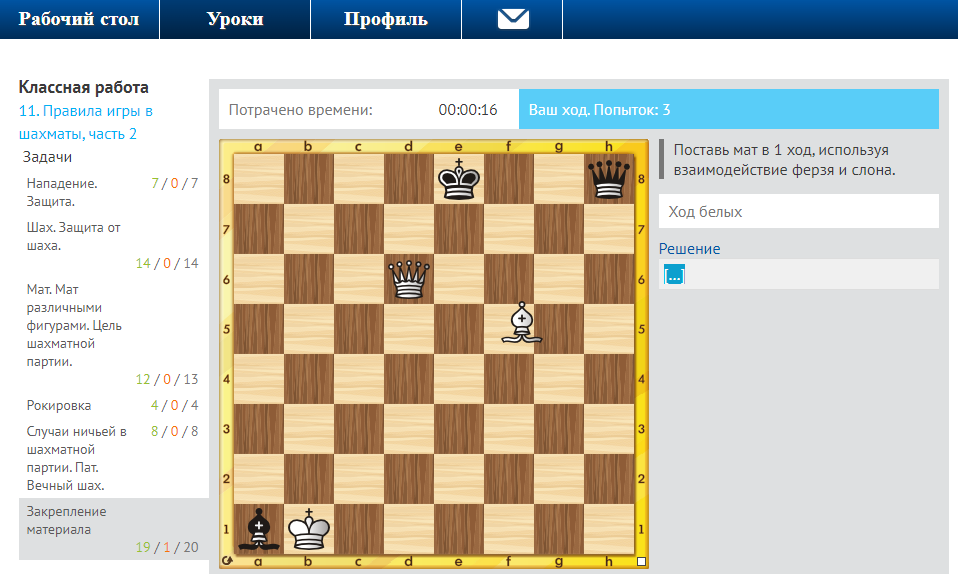 Рабочий стол Уроки Профиль
Классная работа
11. Правила игры в
шахматы, часть 2
Задачи
Нападение. 7 / 0 / 7
Защита.
Шах. Защита от
шаха.
14 / 0 / 14
Мат. Мат
различными
фигурами. Цель
шахматной
партии.
12 / 0 / 13
Рокировка 4 / 0 / 4
Случаи ничьей в 8 / 0 / 8
шахматной
партии. Пат.
Вечный шах.
Закрепление
материала
19 / 1 / 20
Потрачено времени: 00:00:16
Ваш ход. Попыток: 3
a b c d e f g h
8 8
7 7
6 6
5 5
4 4
3 3
2 2
1 1
a b c d e f g h
Поставь мат в 1 ход, используя
взаимодействие ферзя и слона.
Ход белых
Решение
[...]